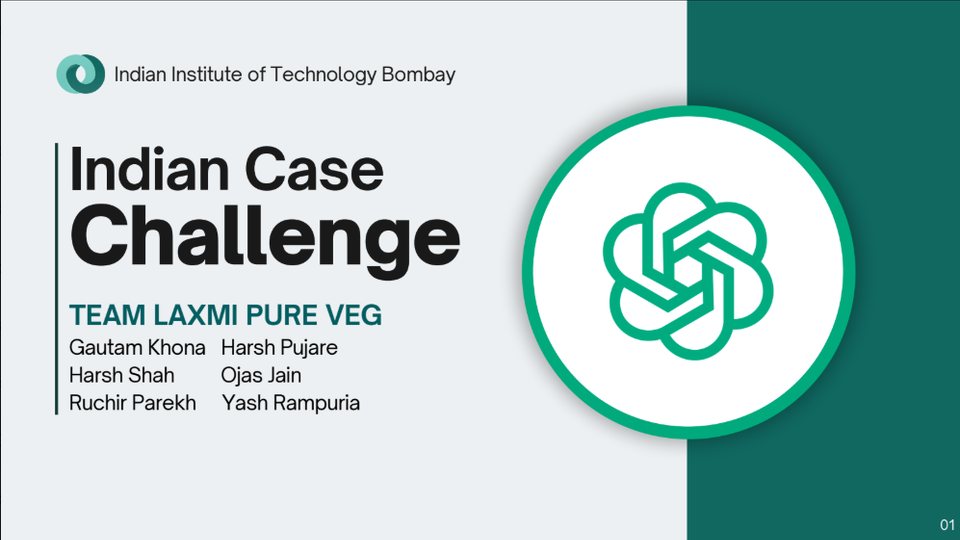 Indian Institute of Technology Bombay
Indian Case
Challenge
TEAM LAXMI PURE VEG
Gautam Khona Harsh Pujare
Harsh Shah Ojas Jain
Ruchir Parekh Yash Rampuria
01